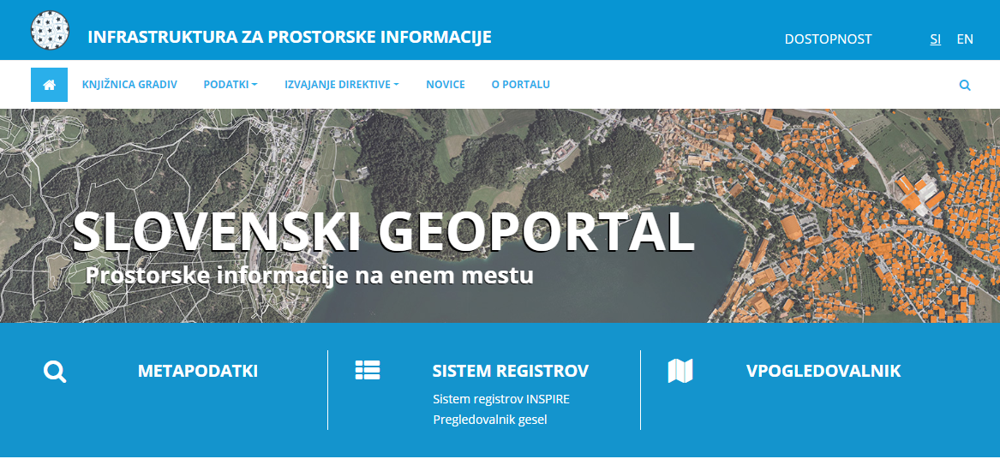 INFRASTRUKTURA ZA PROSTORSKE INFORMACIJE
DOSTOPNOST SI EN
KNJIŽNICA GRADIV PODATKI IZVAJANJE DIREKTIVE NOVICE O PORTALU
SLOVENSKI GEOPORTAL
Prostorske informacije na enem mestu
METAPODATKI
SISTEM REGISTROV
Sistem registrov INSPIRE
Pregledovalnik gesel
VPOGLEDOVALNIK